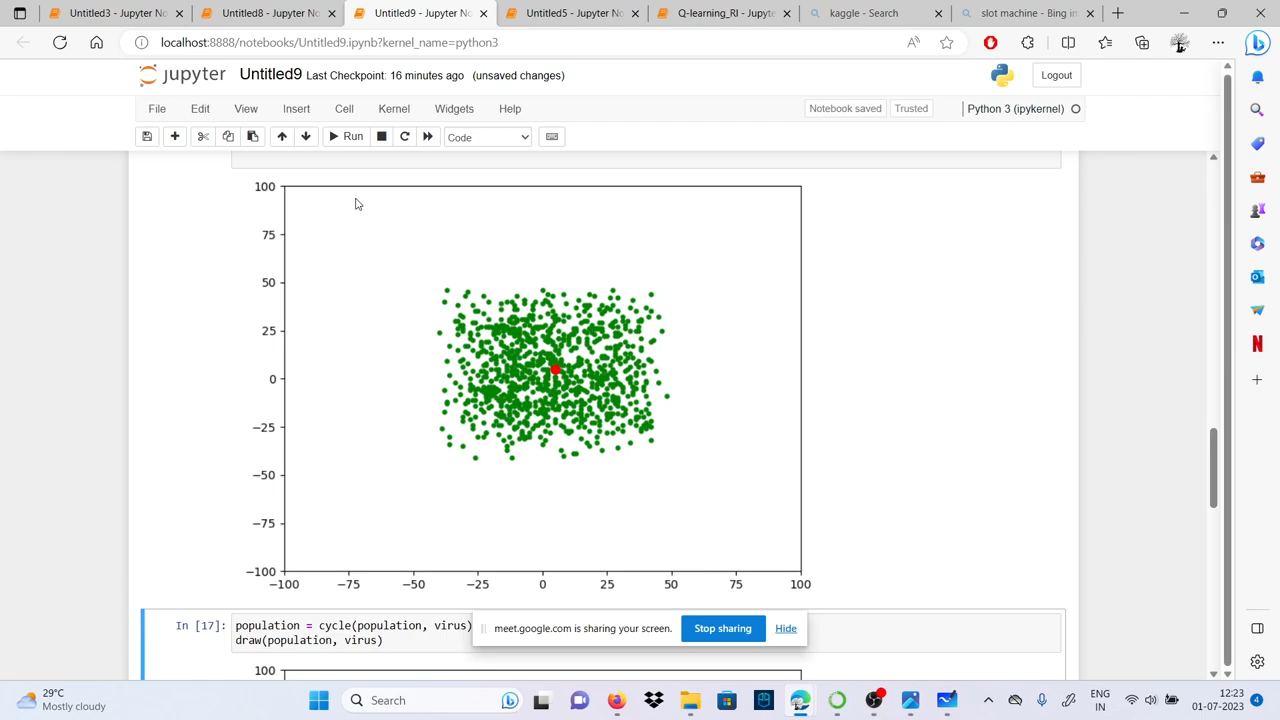 Untitled3 - Jupyter No
Untitled8 - Jupyter No
Untitled9 - Jupyter No
Untitled5 - Jupyter No
Q-learning_RI - Jupyte
kaggle - Search
slot machine - Bing im
localhost:8888/notebooks/Untitled9.ipynb?kernel_name=python3
jupyter Untitled9 Last Checkpoint: 16 minutes ago (unsaved changes)
Logout
File Edit View Insert Cell Kernel Widgets Help
Notebook saved Trusted Python 3 (ipykernel)
Run Code
100
75
50
25
0
−25
−50
−75
−100
−100 −75 −50 −25 0 25 50 75 100
In [17]: population = cycle(population, virus)
draw(population, virus)
meet.google.com is sharing your screen. Stop sharing Hide
100
29°C
Mostly cloudy
Search
ENG
IN
12:23
01-07-2023
4